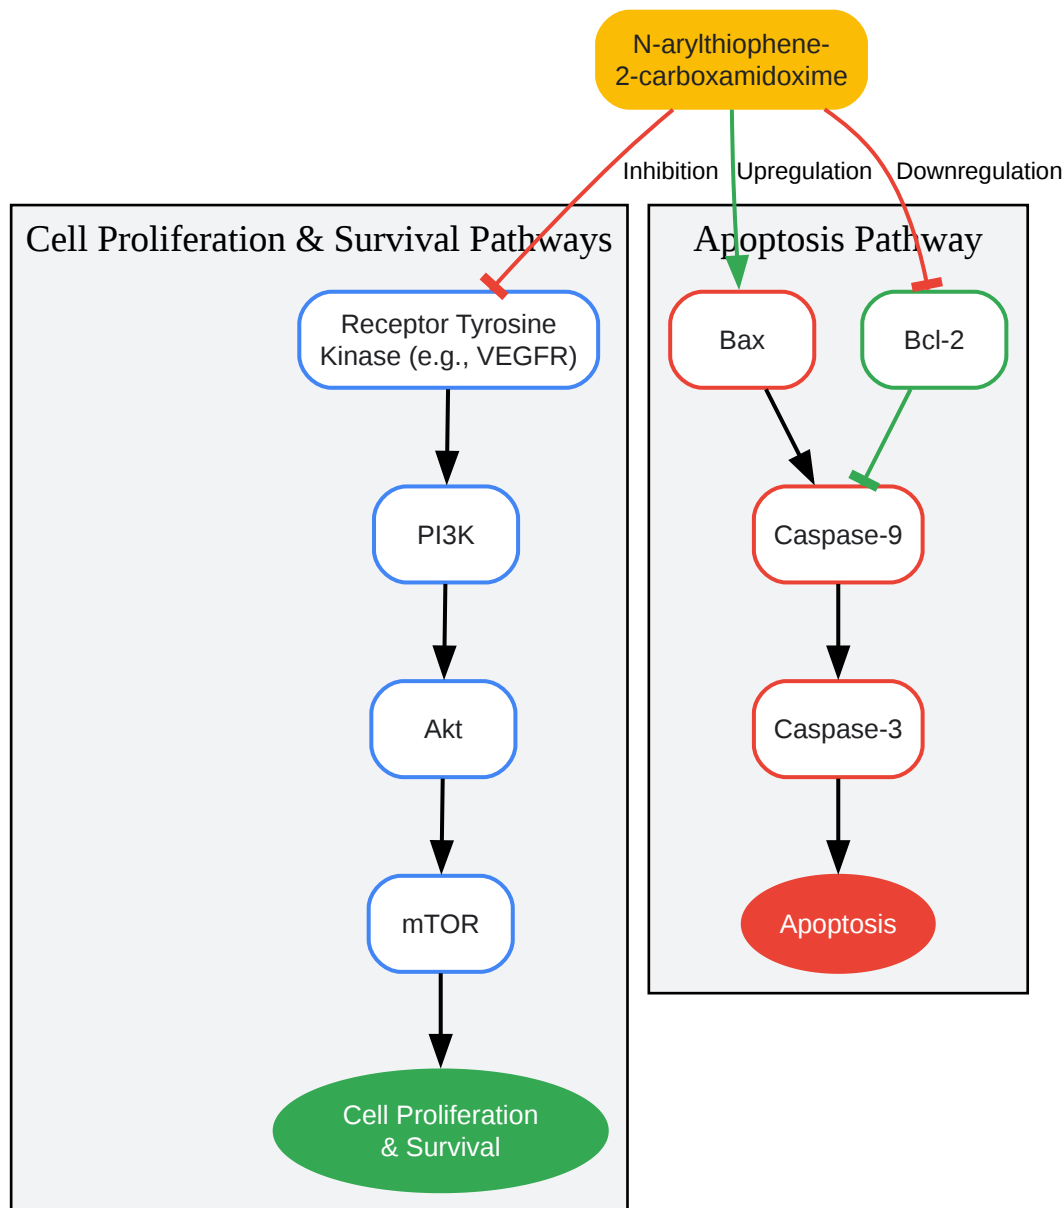 N-arylthiophene-
2-carboxamidoxime
Inhibition
Upregulation
Downregulation
Cell Proliferation & Survival Pathways
Apoptosis Pathway
Receptor Tyrosine
Kinase (e.g., VEGFR)
Bax
Bcl-2
PI3K
Caspase-9
Akt
Caspase-3
mTOR
Apoptosis
Cell Proliferation
& Survival